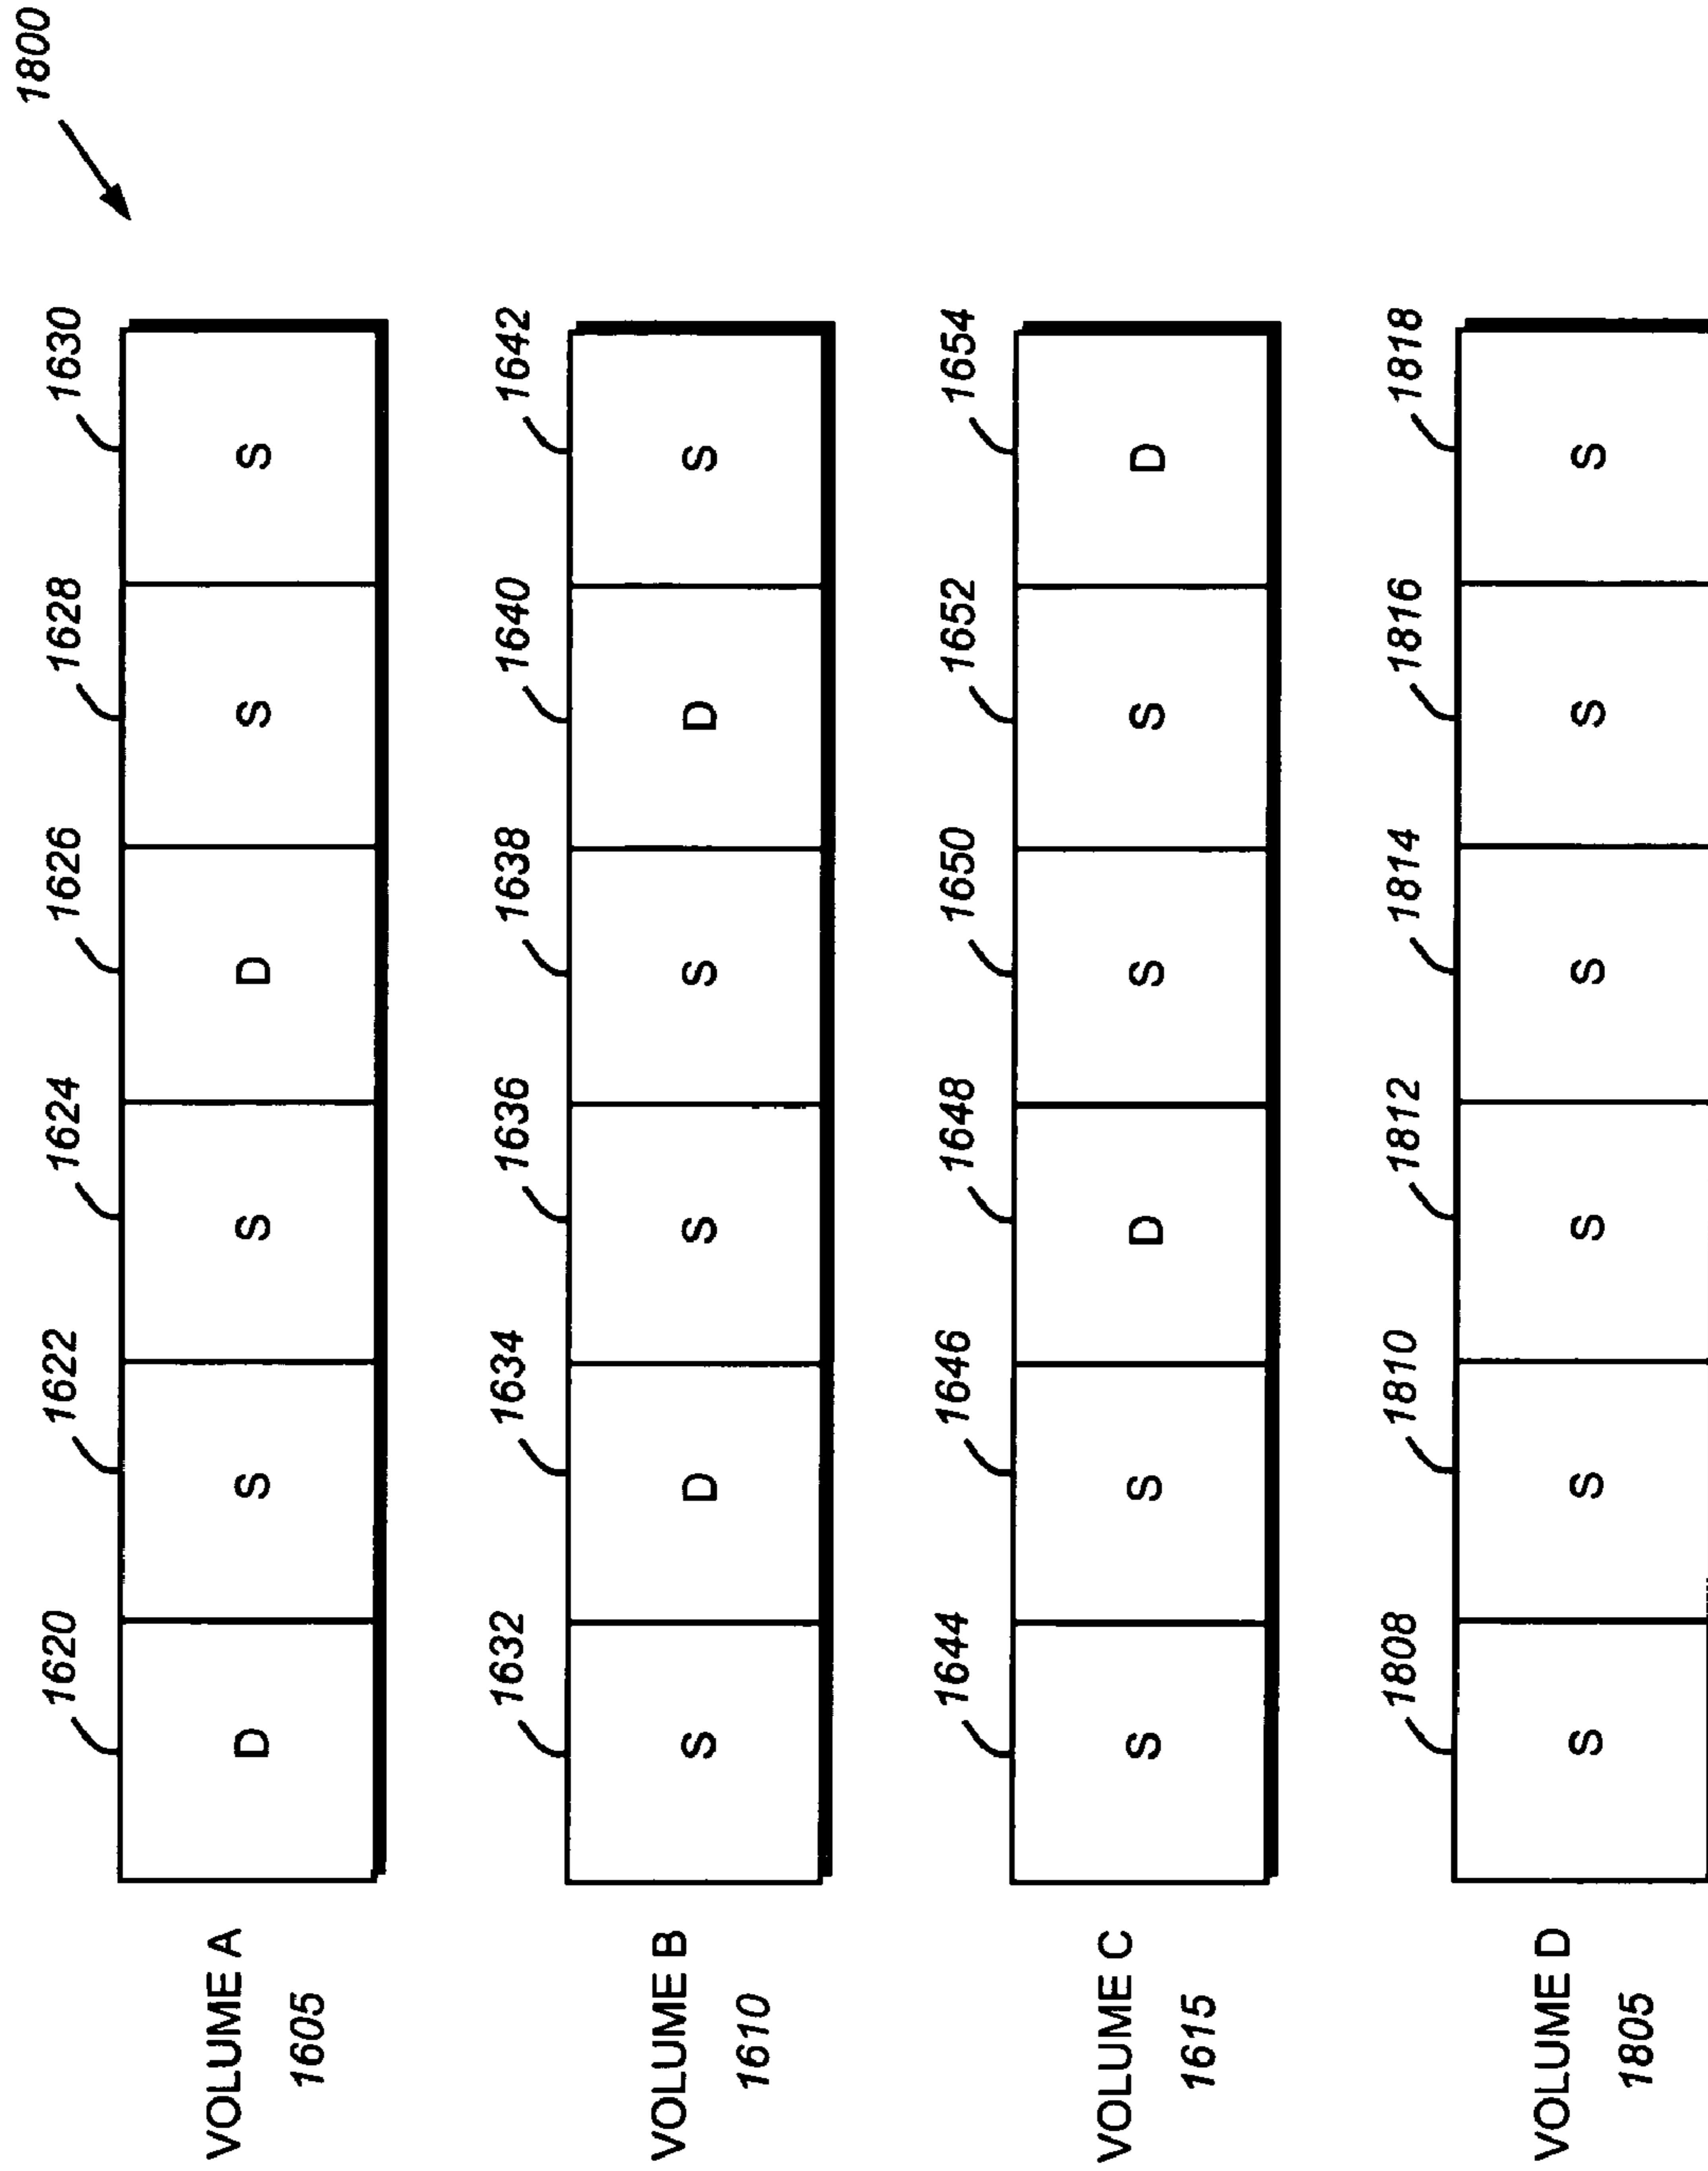 1800
1620 1622 1624 1626 1628 1630
VOLUME A D S S D S S
1605
1632 1634 1636 1638 1640 1642
VOLUME B S D S S D S
1610
1644 1646 1648 1650 1652 1654
VOLUME C S S D S S D
1615
1808 1810 1812 1814 1816 1818
VOLUME D S S S S S S
1805